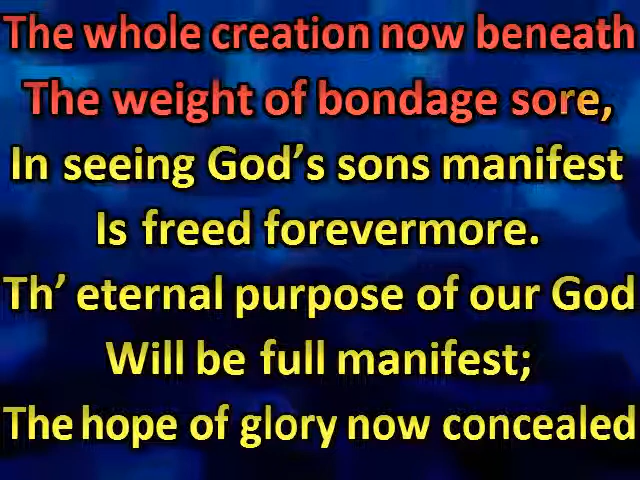 The whole creation now beneath
The weight of bondage sore,
In seeing God's sons manifest
Is freed forevermore.
Th' eternal purpose of our God
Will be full manifest;
The hope of glory now concealed